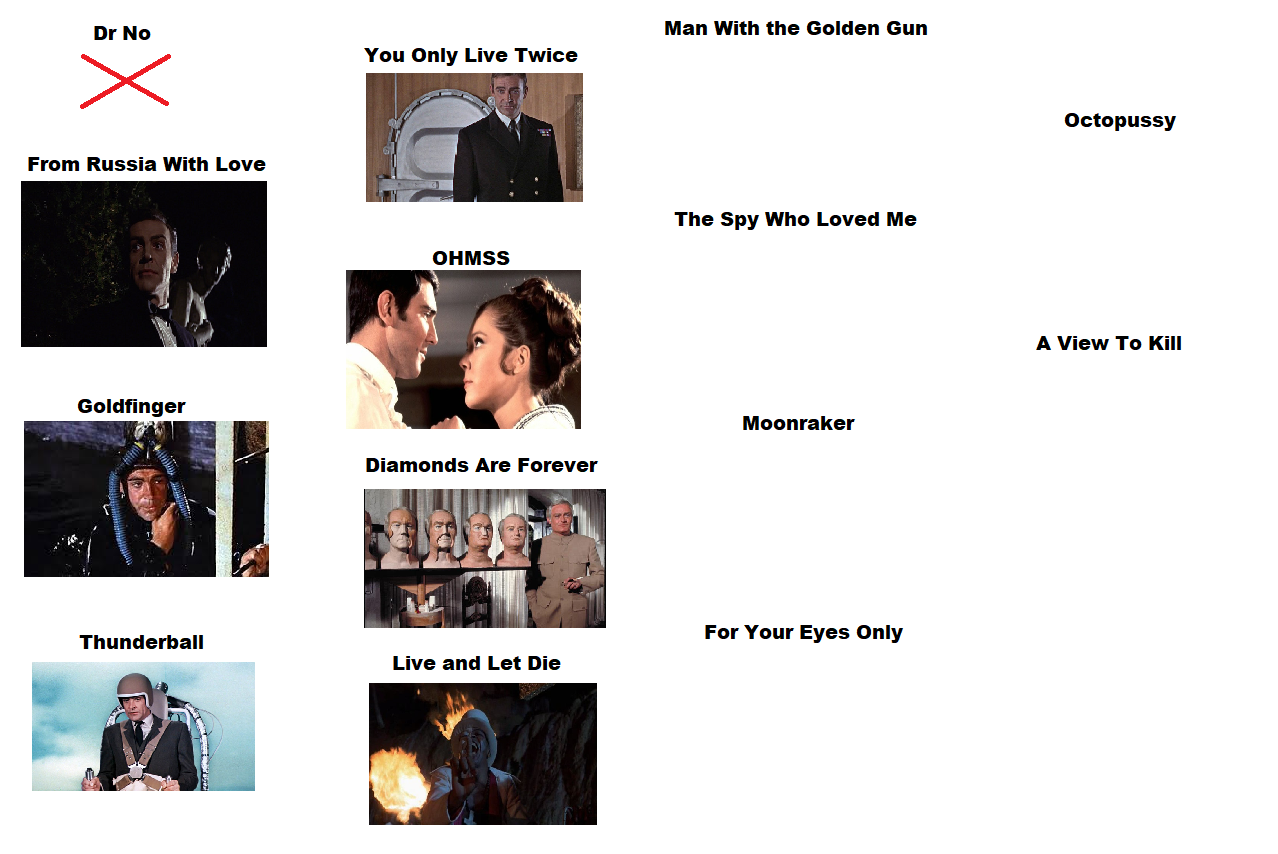 Dr No
From Russia With Love
Goldfinger
Thunderball
You Only Live Twice
OHMSS
Diamonds Are Forever
Live and Let Die
Man With the Golden Gun
The Spy Who Loved Me
Moonraker
For Your Eyes Only
Octopussy
A View To Kill